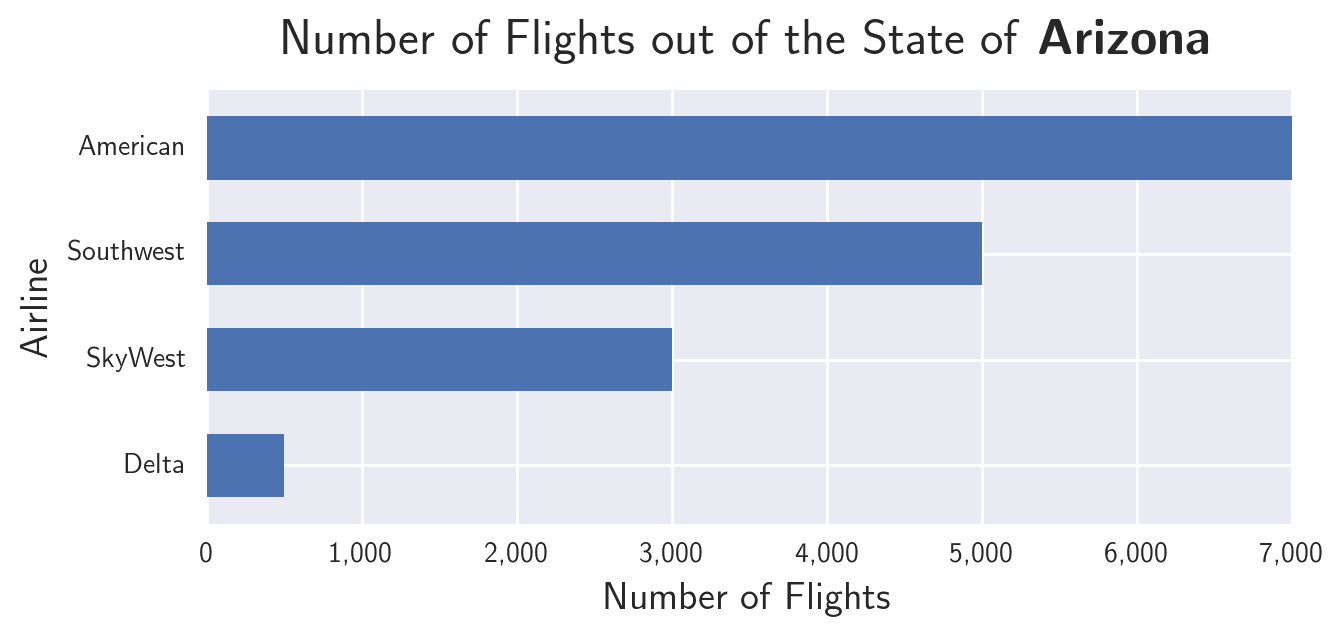 Number of Flights out of the State of Arizona
American
Southwest
SkyWest
Delta
Airline
0 1,000 2,000 3,000 4,000 5,000 6,000 7,000
Number of Flights